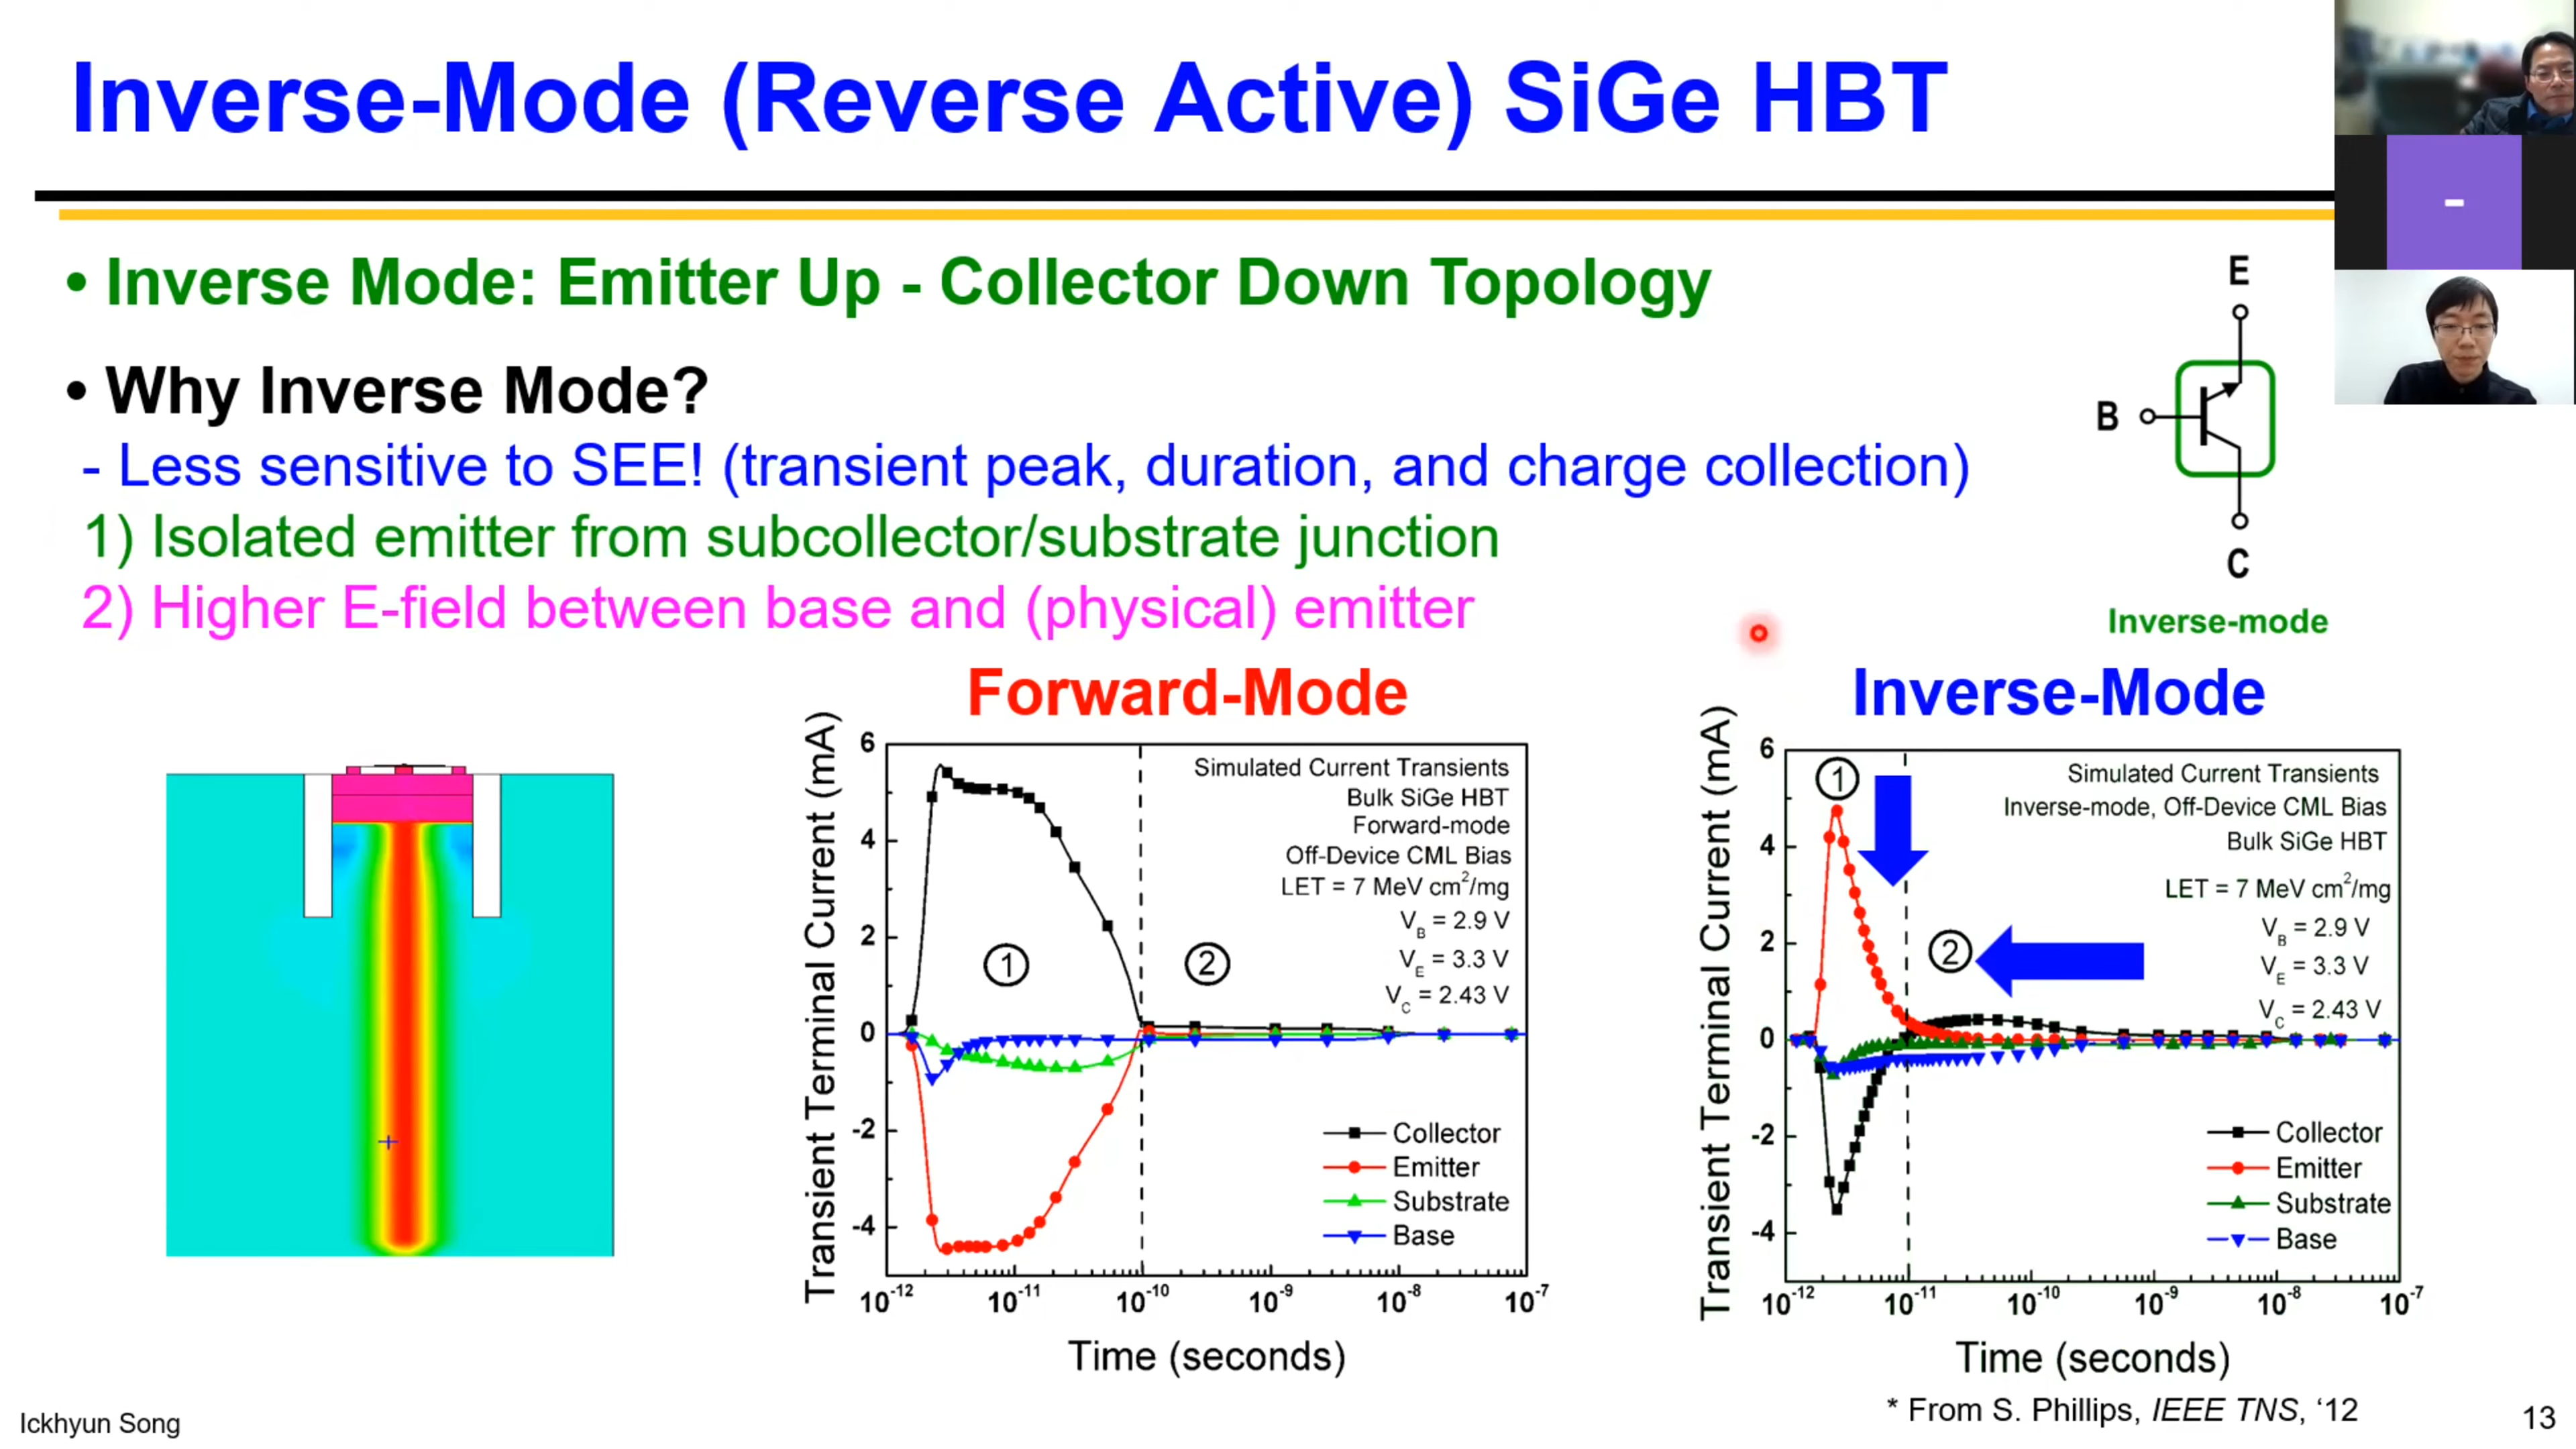 Inverse-Mode (Reverse Active) SiGe HBT
-
• Inverse Mode: Emitter Up - Collector Down Topology
• Why Inverse Mode?
- Less sensitive to SEE! (transient peak, duration, and charge collection)
1) Isolated emitter from subcollector/substrate junction
2) Higher E-field between base and (physical) emitter
E
B
C
Inverse-mode
Forward-Mode
Transient Terminal Current (mA)
6
4
2
0
-2
-4
Simulated Current Transients
Bulk SiGe HBT
Forward-mode
Off-Device CML Bias
LET = 7 MeV cm²/mg
V_B = 2.9 V
V_E = 3.3 V
V_C = 2.43 V
① ②
Collector
Emitter
Substrate
Base
10⁻¹² 10⁻¹¹ 10⁻¹⁰ 10⁻⁹ 10⁻⁸ 10⁻⁷
Time (seconds)
Inverse-Mode
Transient Terminal Current (mA)
6
4
2
0
-2
-4
①
②
Simulated Current Transients
Inverse-mode, Off-Device CML Bias
Bulk SiGe HBT
LET = 7 MeV cm²/mg
V_B = 2.9 V
V_E = 3.3 V
V_C = 2.43 V
Collector
Emitter
Substrate
Base
10⁻¹² 10⁻¹¹ 10⁻¹⁰ 10⁻⁹ 10⁻⁸ 10⁻⁷
Time (seconds)
* From S. Phillips, IEEE TNS, ‘12
Ickhyun Song
13